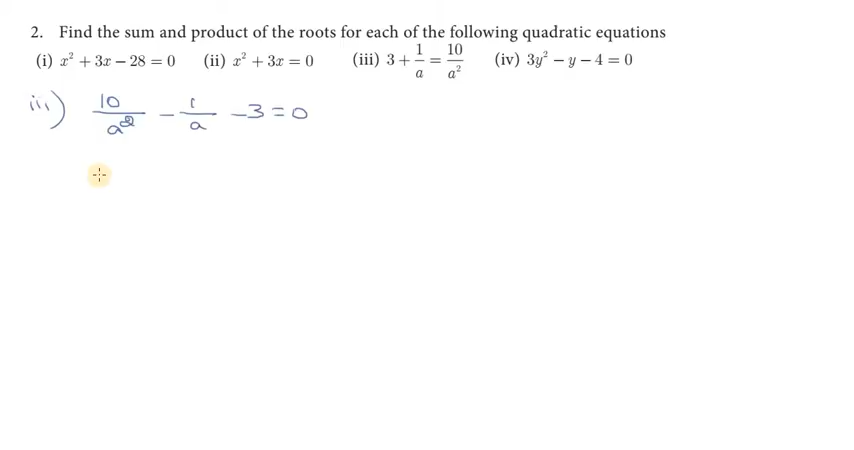 2. Find the sum and product of the roots for each of the following quadratic equations
(i) x² + 3x − 28 = 0 (ii) x² + 3x = 0 (iii) 3 + 1/a = 10/a² (iv) 3y² − y − 4 = 0
iii) 10/a² − 1/a − 3 = 0